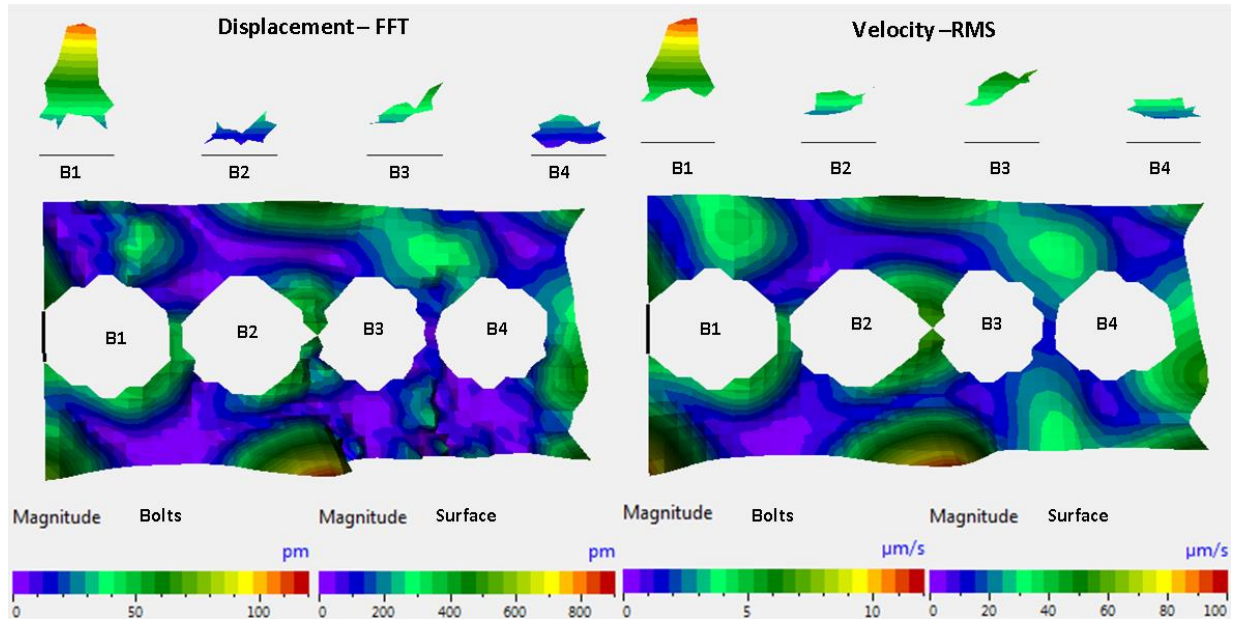 Displacement– FFT
Velocity –RMS
B1 B2 B3 B4
B1 B2 B3 B4
B1 B2 B3 B4
B1 B2 B3 B4
Magnitude Bolts
pm
0 50 100
Magnitude Surface
pm
0 200 400 600 800
Magnitude Bolts
µm/s
0 5 10
Magnitude Surface
µm/s
0 20 40 60 80 100